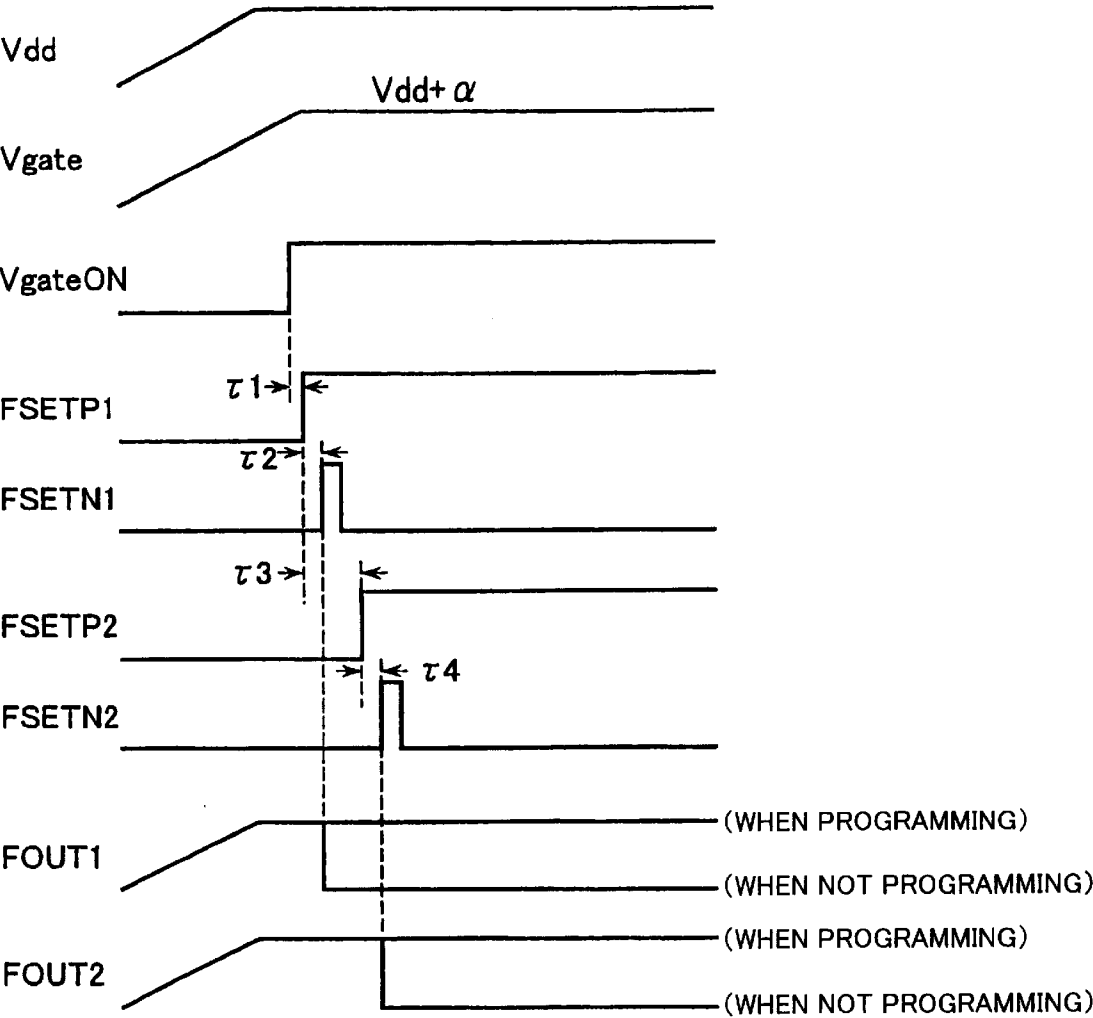 Vdd
Vdd+ α
Vgate
VgateON
τ1
FSETP1
τ2
FSETN1
τ3
FSETP2
τ4
FSETN2
(WHEN PROGRAMMING)
FOUT1
(WHEN NOT PROGRAMMING)
(WHEN PROGRAMMING)
FOUT2
(WHEN NOT PROGRAMMING)